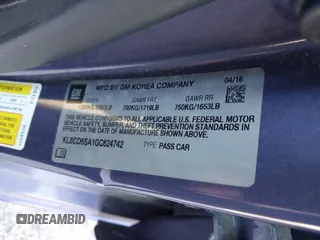 GM
MFD BY GM KOREA COMPANY
04/16
GAWR FRT
GAWR RR
780KG/1719LB
750KG/1653LB
THIS VEHICLE CONFORMS TO ALL APPLICABLE U.S. FEDERAL MOTOR
VEHICLE SAFETY, BUMPER, AND THEFT PREVENTION STANDARDS
IN EFFECT ON THE DATE OF MANUFACTURE SHOWN ABOVE.
KL8CD6SA1GC624742
TYPE: PASS CAR
DREAMBID